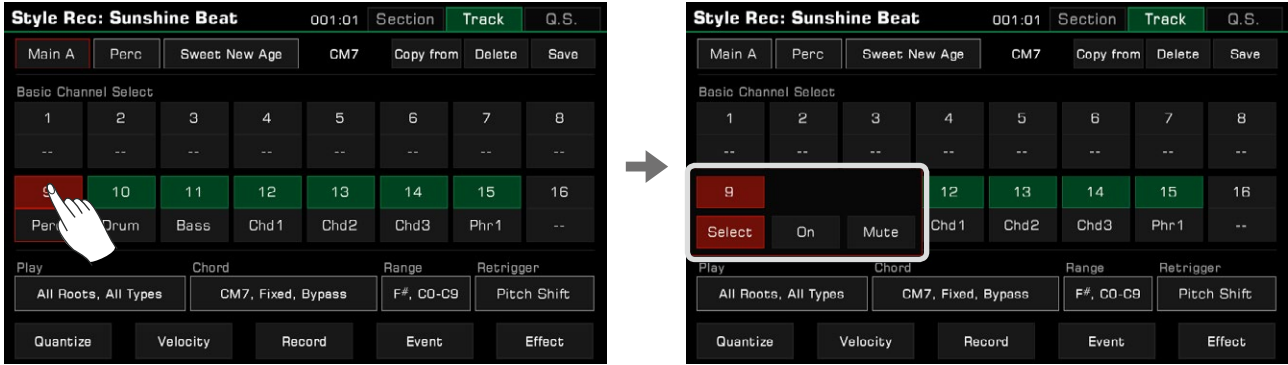 Style Rec: Sunshine Beat 001:01 Section Track Q.S.
Main A Perc Sweet New Age CM7 Copy from Delete Save
Basic Channel Select
1 2 3 4 5 6 7 8
-- -- -- -- -- -- -- --
9 10 11 12 13 14 15 16
Drum Bass Chd1 Chd2 Chd3 Phr1 --
Play Chord Range Retrigger
All Roots, All Types CM7, Fixed, Bypass F#, C0-C9 Pitch Shift
Quantize Velocity Record Event Effect
Style Rec: Sunshine Beat 001:01 Section Track Q.S.
Main A Perc Sweet New Age CM7 Copy from Delete Save
Basic Channel Select
1 2 3 4 5 6 7 8
-- -- -- -- -- -- -- --
9 12 13 14 15 16
Select On Mute Chd1 Chd2 Chd3 Phr1 --
Play Chord Range Retrigger
All Roots, All Types CM7, Fixed, Bypass F#, C0-C9 Pitch Shift
Quantize Velocity Record Event Effect